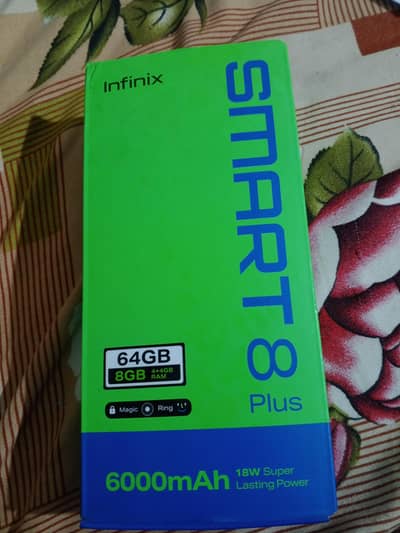 Infinix
SMART 8
Plus
64GB
8GB 4+4GB RAM
Magic Ring
6000mAh 18W Super
Lasting Power